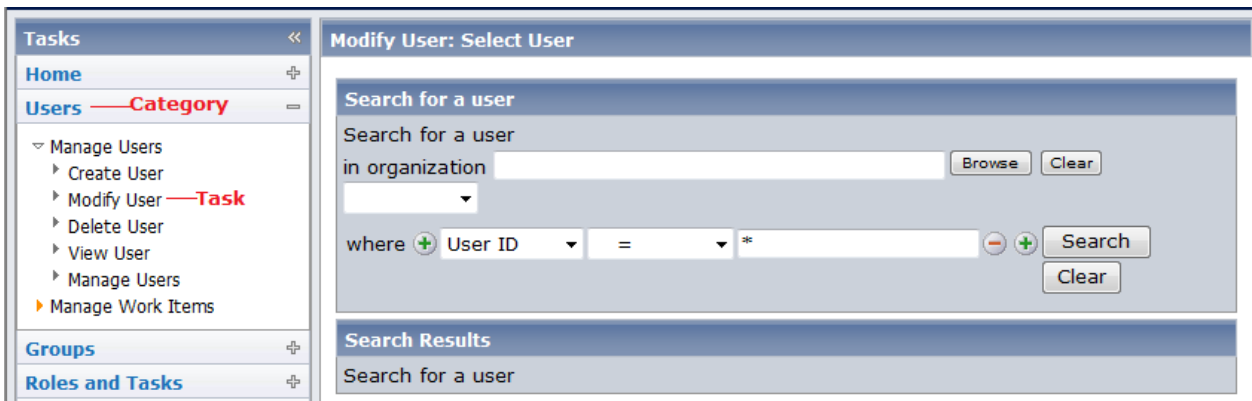 Tasks «
Home
Users Category
Manage Users
Create User
Modify User Task
Delete User
View User
Manage Users
Manage Work Items
Groups
Roles and Tasks
Modify User: Select User
Search for a user
Search for a user
in organization Browse Clear
where User ID = * Search
Clear
Search Results
Search for a user